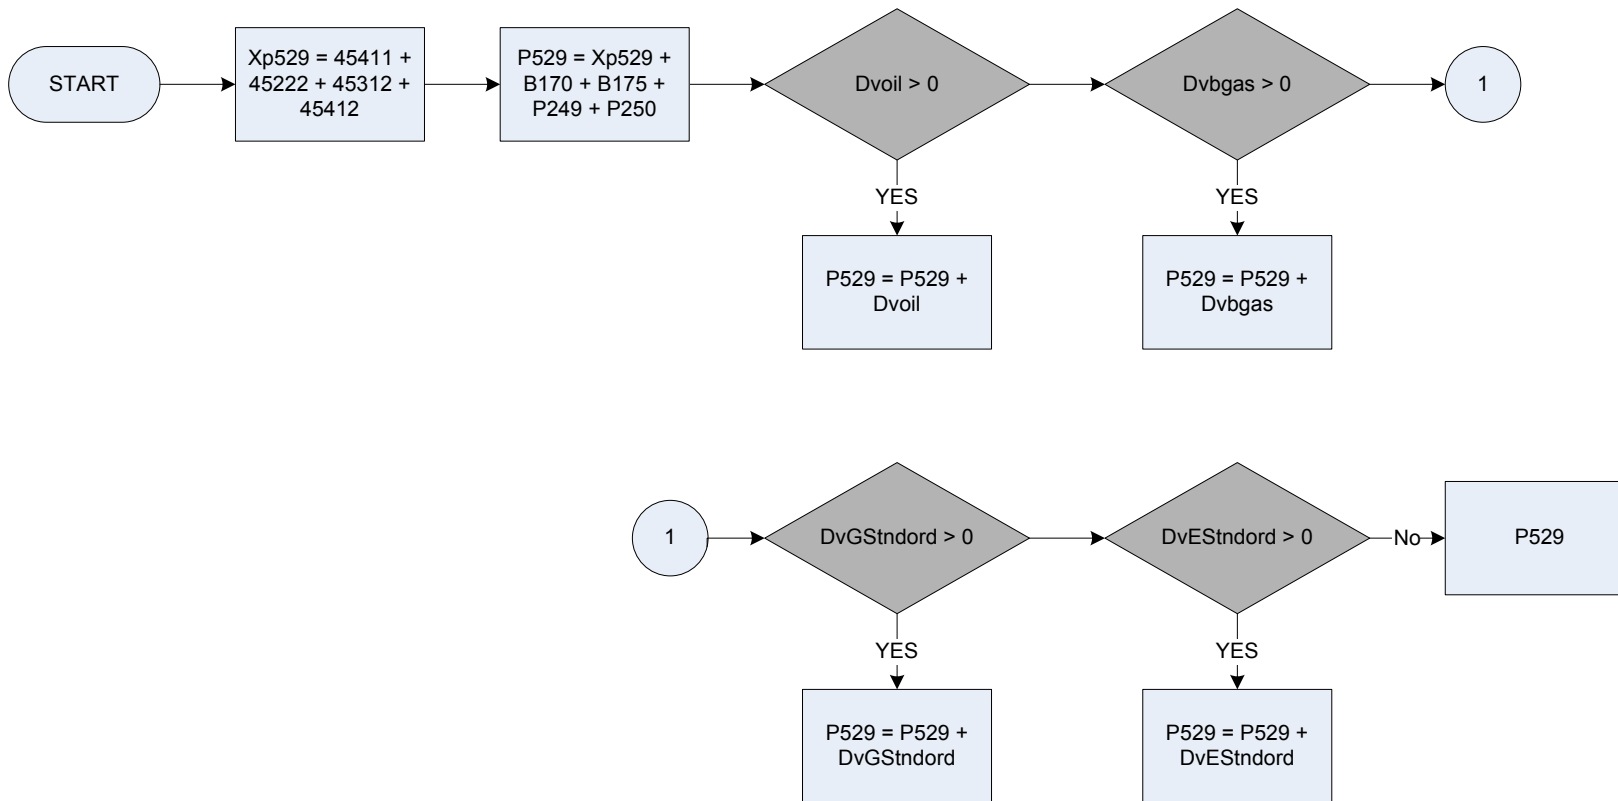 START
Xp529 = 45411 +
45222 + 45312 +
45412
P529 = Xp529 +
B170 + B175 +
P249 + P250
Dvoil > 0
Dvbgas > 0
1
YES
YES
P529 = P529 +
Dvoil
P529 = P529 +
Dvbgas
1
DvGStndord > 0
DvEStndord > 0
No
P529
YES
YES
P529 = P529 +
DvGStndord
P529 = P529 +
DvEStndord